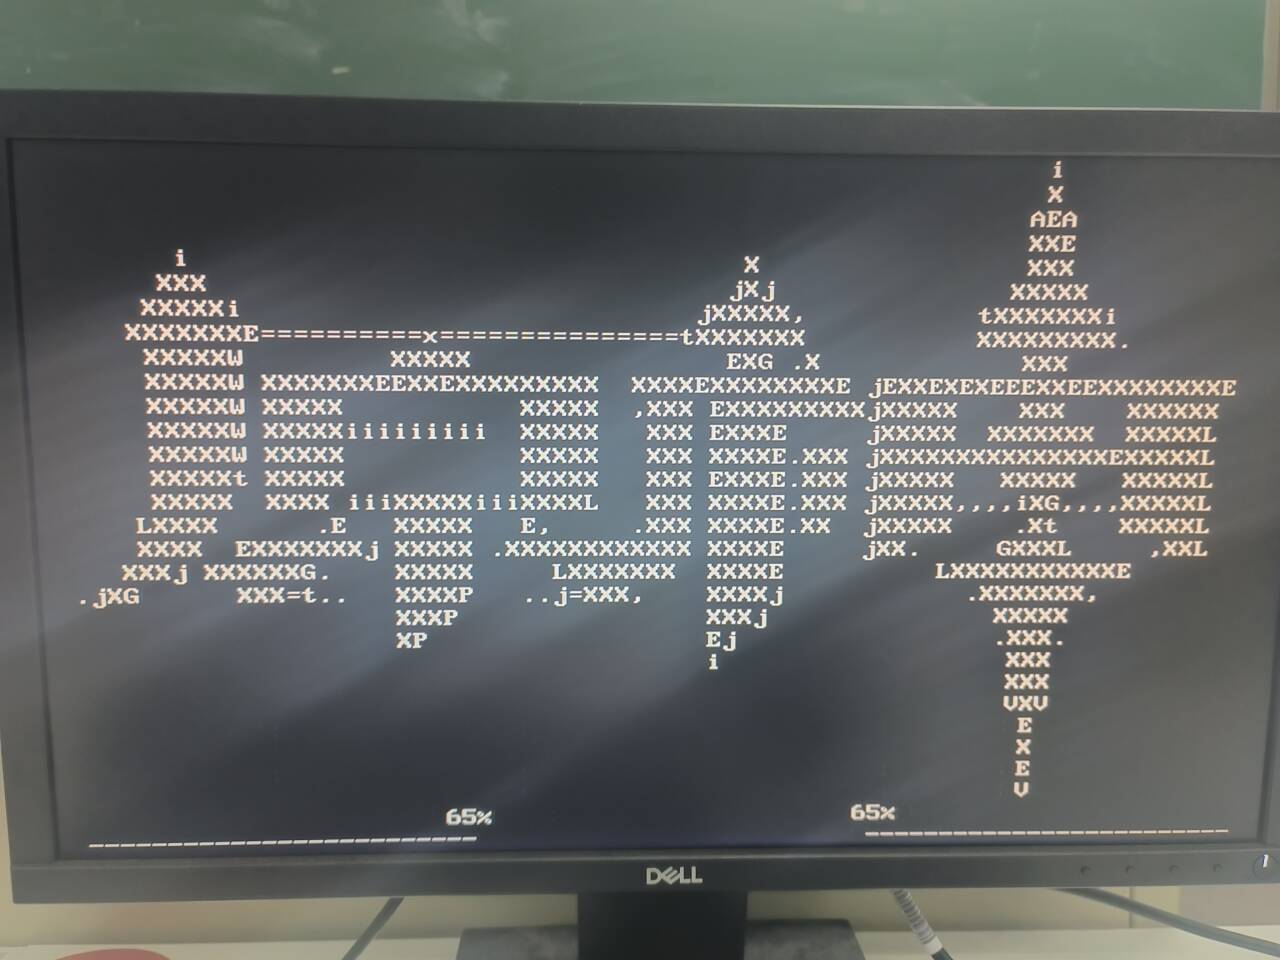 i
X
AEA
XXE
i X XXX
XXX jXj XXXXX
XXXXXi jXXXXX, tXXXXXXXi
XXXXXXXE==========x===============tXXXXXXX XXXXXXXXX.
XXXXXW XXXXX EXG .X XXX
XXXXXW XXXXXXXEEXXEXXXXXXXXX XXXXEXXXXXXXXE jEXXEXEXEEEXXEEXXXXXXXXE
XXXXXW XXXXX XXXXX ,XXX EXXXXXXXXXjXXXXX XXX XXXXXX
XXXXXW XXXXXiiiiiiiii XXXXX XXX EXXXE jXXXXX XXXXXXX XXXXXL
XXXXXW XXXXX XXXXX XXX XXXXE.XXX jXXXXXXXXXXXXXXXEXXXXXL
XXXXXt XXXXX XXXXX XXX EXXXE.XXX jXXXXX XXXXX XXXXXL
XXXXX XXXX iiiXXXXXiiiXXXXL XXX XXXXE.XXX jXXXXX,,,,iXG,,,,XXXXXL
LXXXX .E XXXXX E, .XXX XXXXE.XX jXXXXX .Xt XXXXXL
XXXX EXXXXXXXj XXXXX .XXXXXXXXXXXX XXXXE jXX. GXXXL ,XXL
XXXj XXXXXXG. XXXXX LXXXXXXX XXXXE LXXXXXXXXXXE
.jXG XXX=t.. XXXXP ..j=XXX, XXXXj .XXXXXXX,
XXXP XXXj XXXXX
XP Ej .XXX.
i XXX
XXX
VXV
E
X
E
V
65% 65%
DELL